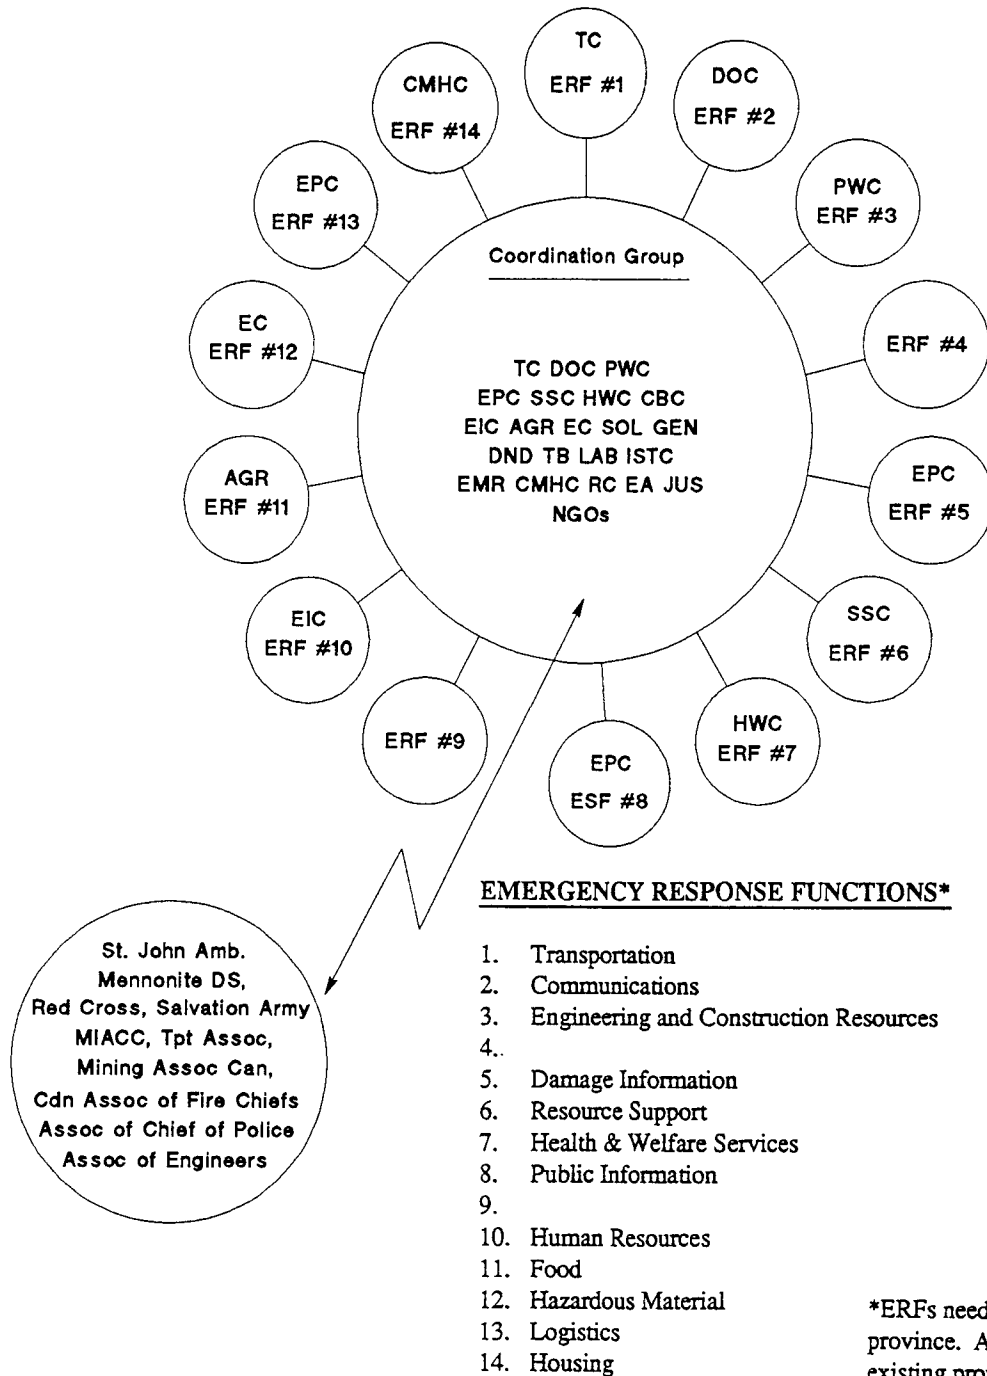 TC
ERF #1
DOC
ERF #2
PWC
ERF #3
ERF #4
EPC
ERF #5
SSC
ERF #6
HWC
ERF #7
EPC
ESF #8
ERF #9
EIC
ERF #10
AGR
ERF #11
EC
ERF #12
EPC
ERF #13
CMHC
ERF #14
Coordination Group
TC DOC PWC
EPC SSC HWC CBC
EIC AGR EC SOL GEN
DND TB LAB ISTC
EMR CMHC RC EA JUS
NGOs
St. John Amb.
Mennonite DS,
Red Cross, Salvation Army
MIACC, Tpt Assoc,
Mining Assoc Can,
Cdn Assoc of Fire Chiefs
Assoc of Chief of Police
Assoc of Engineers
EMERGENCY RESPONSE FUNCTIONS*
1. Transportation
2. Communications
3. Engineering and Construction Resources
4..
5. Damage Information
6. Resource Support
7. Health & Welfare Services
8. Public Information
9.
10. Human Resources
11. Food
12. Hazardous Material
13. Logistics
14. Housing
*ERFs need
province. A